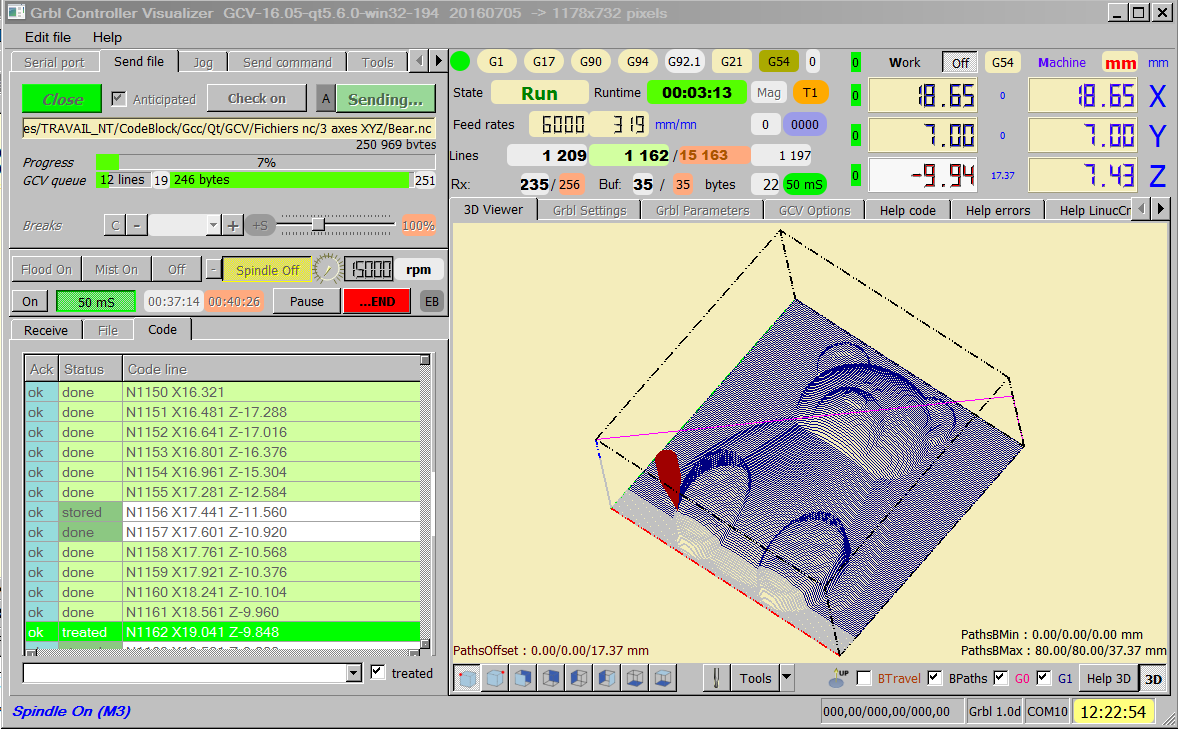 Grbl Controller Visualizer GCV-16.05-qt5.6.0-win32-194 20160705 -> 1178x732 pixels
Edit file Help
Serial port Send file Jog Send command Tools
Close Anticipated Check on A Sending...
es/TRAVAIL_NT/CodeBlock/Gcc/Qt/GCV/Fichiers nc/3 axes XYZ/Bear.nc
250 969 bytes
Progress 7%
GCV queue 12 lines 19 246 bytes 251
Breaks C - + +S 100%
Flood On Mist On Off - Spindle Off 15000 rpm
On 50 mS 00:37:14 00:40:26 Pause ...END EB
Receive File Code
Ack Status Code line
ok done N1150 X16.321
ok done N1151 X16.481 Z-17.288
ok done N1152 X16.641 Z-17.016
ok done N1153 X16.801 Z-16.376
ok done N1154 X16.961 Z-15.304
ok done N1155 X17.281 Z-12.584
ok stored N1156 X17.441 Z-11.560
ok done N1157 X17.601 Z-10.920
ok done N1158 X17.761 Z-10.568
ok done N1159 X17.921 Z-10.376
ok done N1160 X18.241 Z-10.104
ok done N1161 X18.561 Z-9.960
ok treated N1162 X19.041 Z-9.848
treated
Spindle On (M3)
G1 G17 G90 G94 G92.1 G21 G54 0
State Run Runtime 00:03:13 Mag T1
Feed rates 6000 319 mm/mn 0 0000
Lines 1 209 1 162 / 15 163 1 197
Rx: 235 / 256 Buf: 35 / 35 bytes 22 50 mS
0 Work Off G54 Machine mm mm
0 18.65 0 18.65 X
0 7.00 0 7.00 Y
0 -9.94 17.37 7.43 Z
3D Viewer Grbl Settings Grbl Parameters GCV Options Help code Help errors Help LinucCr
PathsOffset : 0.00/0.00/17.37 mm
PathsBMin : 0.00/0.00/0.00 mm
PathsBMax : 80.00/80.00/37.37 mm
Tools UP BTravel BPaths G0 G1 Help 3D 3D
000,00/000,00/000,00 Grbl 1.0d COM10 12:22:54